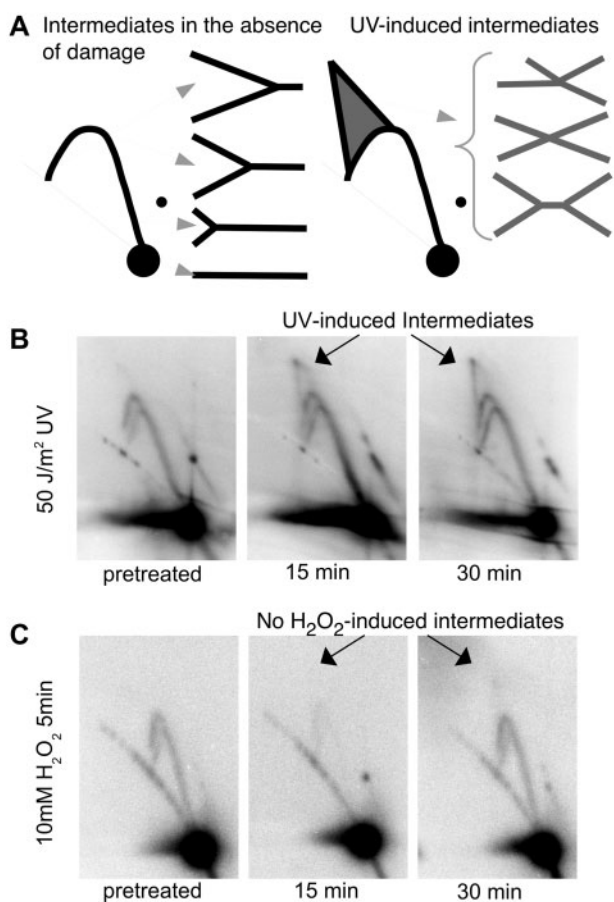 A
Intermediates in the absence
of damage
UV-induced intermediates
B
UV-induced Intermediates
50 J/m² UV
pretreated
15 min
30 min
C
No H₂O₂-induced intermediates
10mM H₂O₂ 5min
pretreated
15 min
30 min